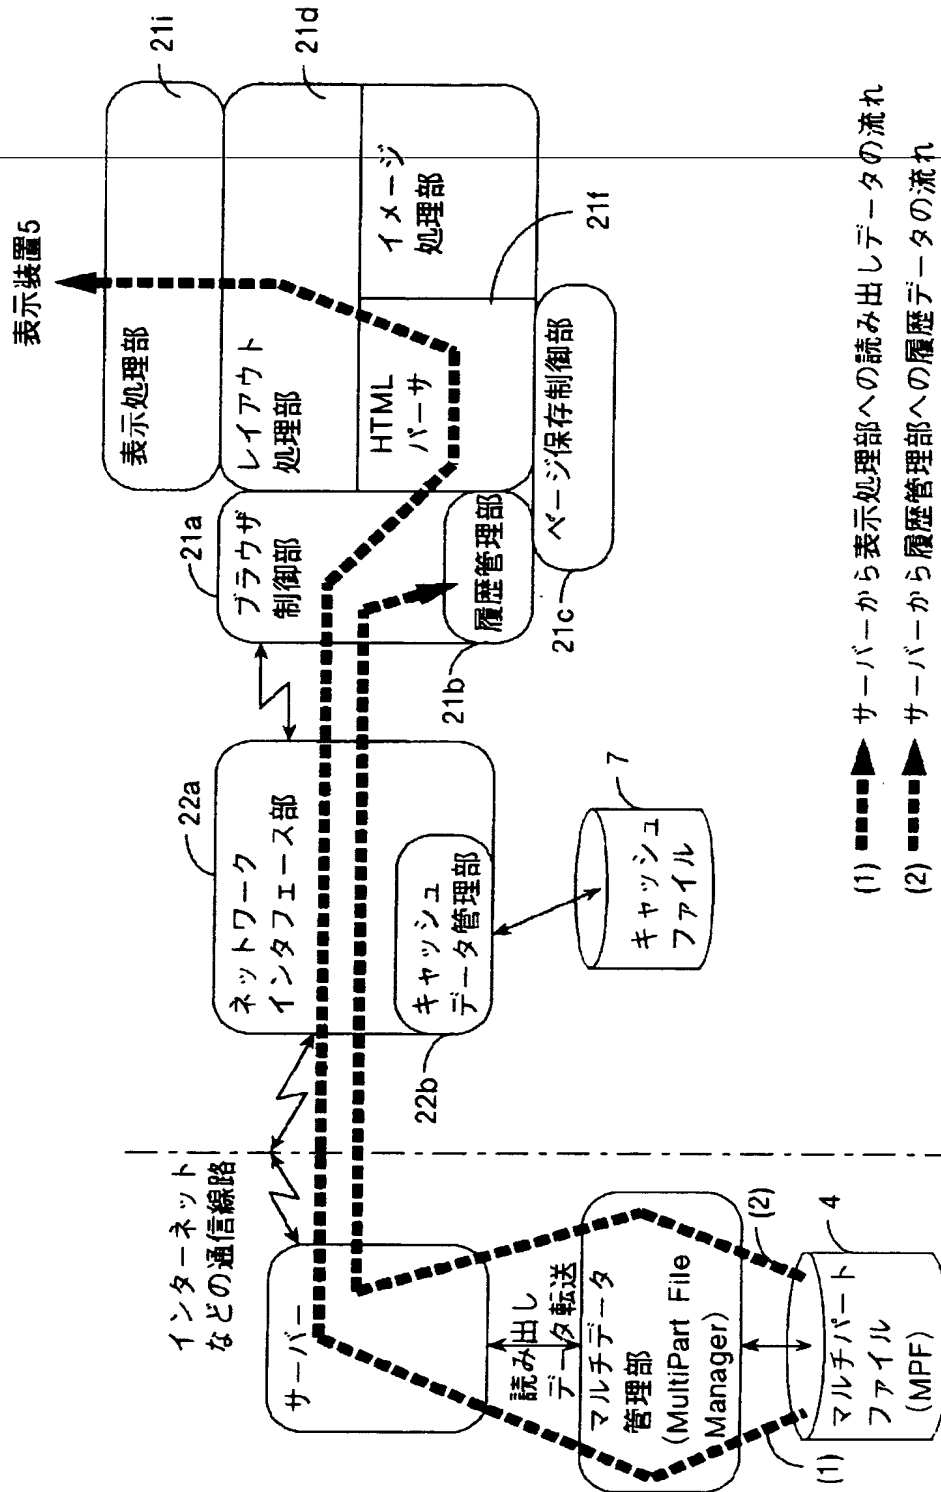 表示装置5
表示処理部
21i
レイアウト
処理部
21d
HTML
パーサ
イメージ
処理部
21f
ブラウザ
制御部
21a
履歴管理部
21b
ページ保存制御部
21c
ネットワーク
インタフェース部
22a
キャッシュ
データ管理部
22b
キャッシュ
ファイル
7
インターネット
などの通信線路
サーバー
読み出し
データ転送
マルチデータ
管理部
(MultiPart File
Manager)
(1)
(2)
マルチパート
ファイル
(MPF)
4
(1) サーバーから表示処理部への読み出しデータの流れ
(2) サーバーから履歴管理部への履歴データの流れ